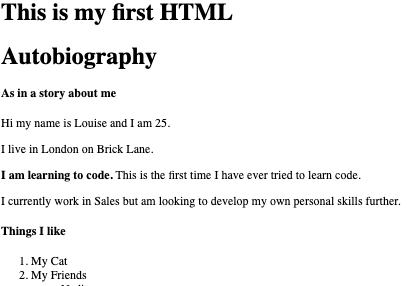 This is my first HTML
Autobiography
As in a story about me
Hi my name is Louise and I am 25.
I live in London on Brick Lane.
I am learning to code. This is the first time I have ever tried to learn code.
I currently work in Sales but am looking to develop my own personal skills further.
Things I like
1. My Cat
2. My Friends